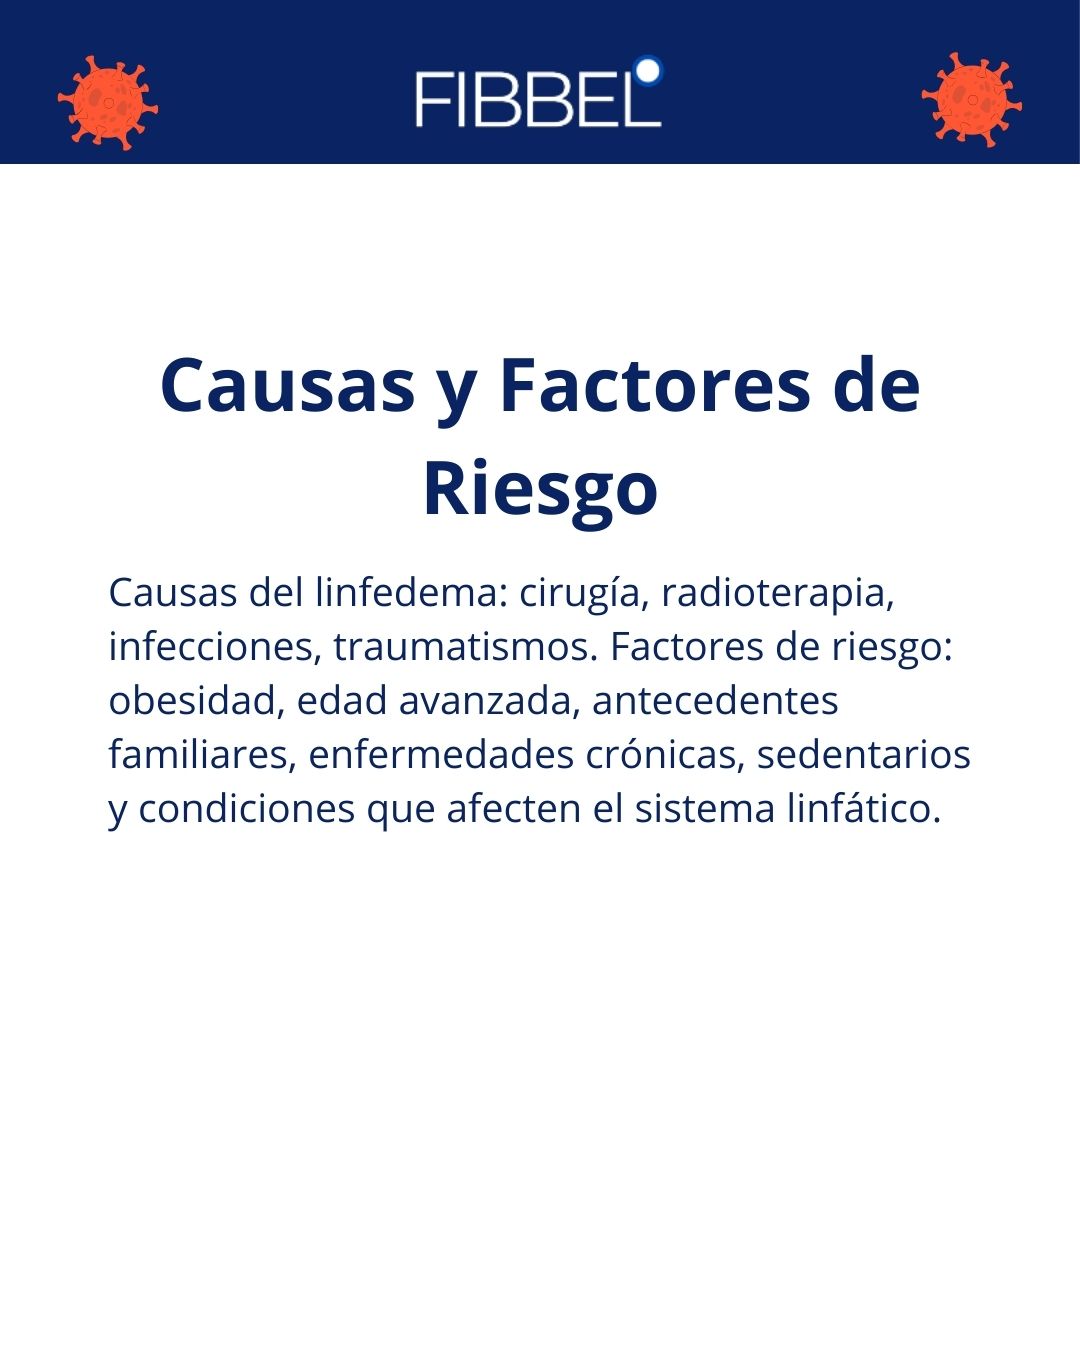 FIBBEL
Causas y Factores de
Riesgo
Causas del linfedema: cirugía, radioterapia,
infecciones, traumatismos. Factores de riesgo:
obesidad, edad avanzada, antecedentes
familiares, enfermedades crónicas, sedentarios
y condiciones que afecten el sistema linfático.